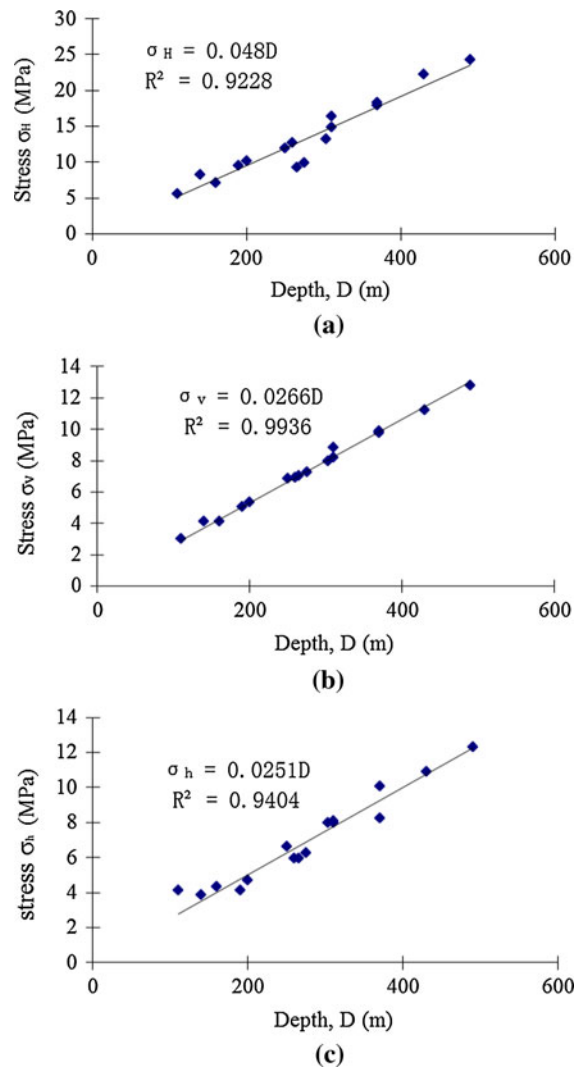 30
25
20
15
10
5
0
0 200 400 600
Stress σH (MPa)
σ H = 0.048D
R² = 0.9228
Depth, D (m)
(a)
14
12
10
8
6
4
2
0
0 200 400 600
Stress σV (MPa)
σ v = 0.0266D
R² = 0.9936
Depth, D (m)
(b)
14
12
10
8
6
4
2
0
0 200 400 600
stress σh (MPa)
σ h = 0.0251D
R² = 0.9404
Depth, D (m)
(c)